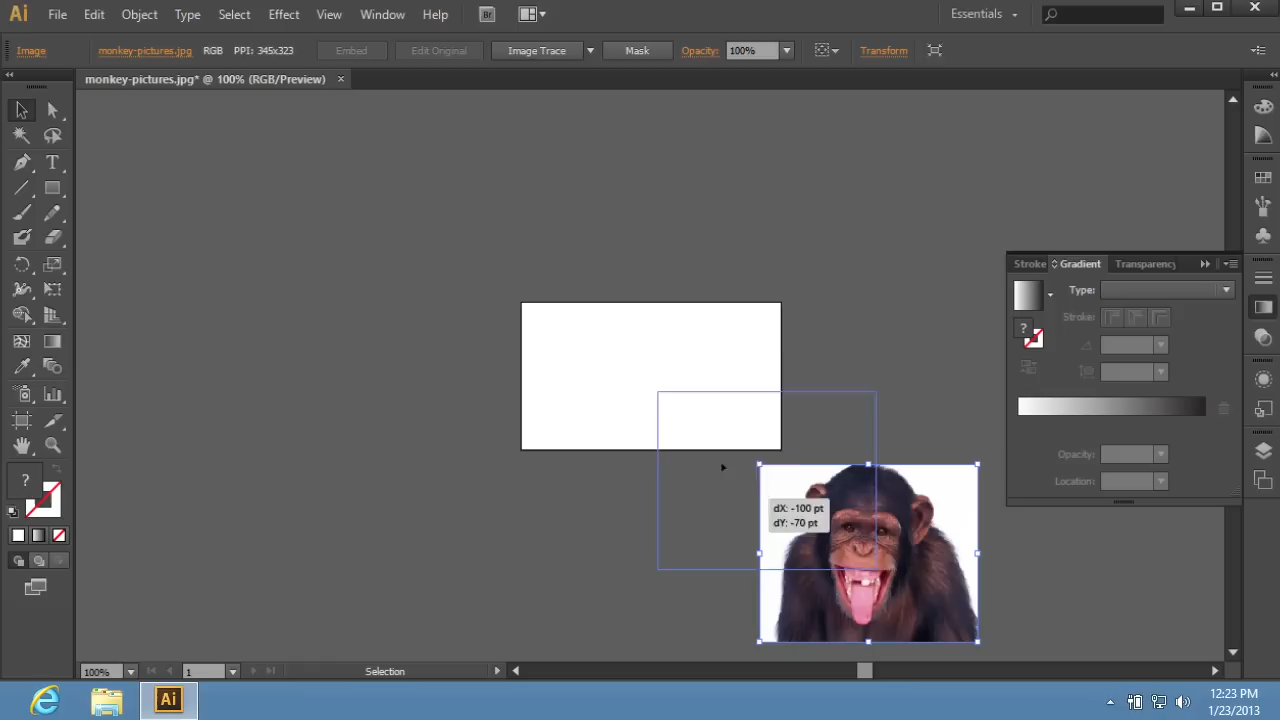 Ai File Edit Object Type Select Effect View Window Help Br Essentials
Image monkey-pictures.jpg RGB PPI: 345x323 Embed Edit Original Image Trace Mask Opacity: 100% Transform
monkey-pictures.jpg* @ 100% (RGB/Preview) ×
T
Stroke Gradient Transparency
Type:
Stroke:
?
Opacity:
Location:
?
dX: -100 pt
dY: -70 pt
100% 1 Selection
Ai
12:23 PM
1/23/2013